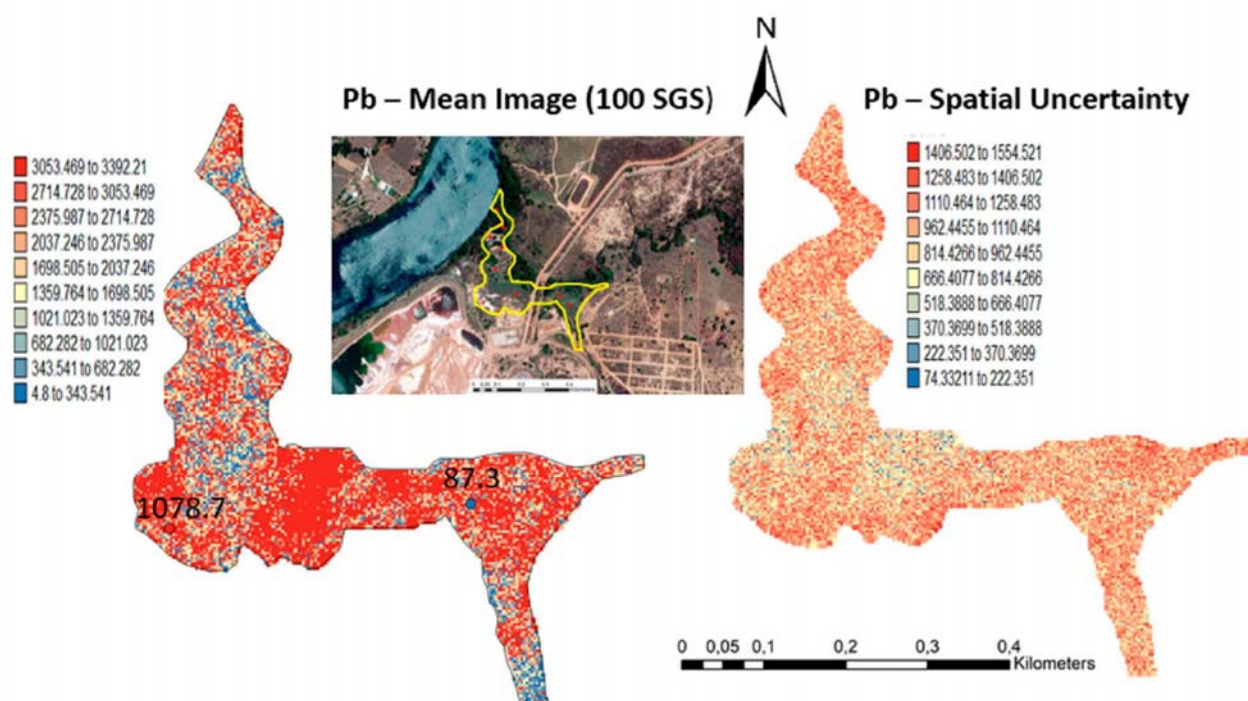 N
Pb – Mean Image (100 SGS)
Pb – Spatial Uncertainty
3053.469 to 3392.21
2714.728 to 3053.469
2375.987 to 2714.728
2037.246 to 2375.987
1698.505 to 2037.246
1359.764 to 1698.505
1021.023 to 1359.764
682.282 to 1021.023
343.541 to 682.282
4.8 to 343.541
1406.502 to 1554.521
1258.483 to 1406.502
1110.464 to 1258.483
962.4455 to 1110.464
814.4266 to 962.4455
666.4077 to 814.4266
518.3888 to 666.4077
370.3699 to 518.3888
222.351 to 370.3699
74.33211 to 222.351
1078.7
87.3
0 0,05 0,1 0,2 0,3 0,4
Kilometers